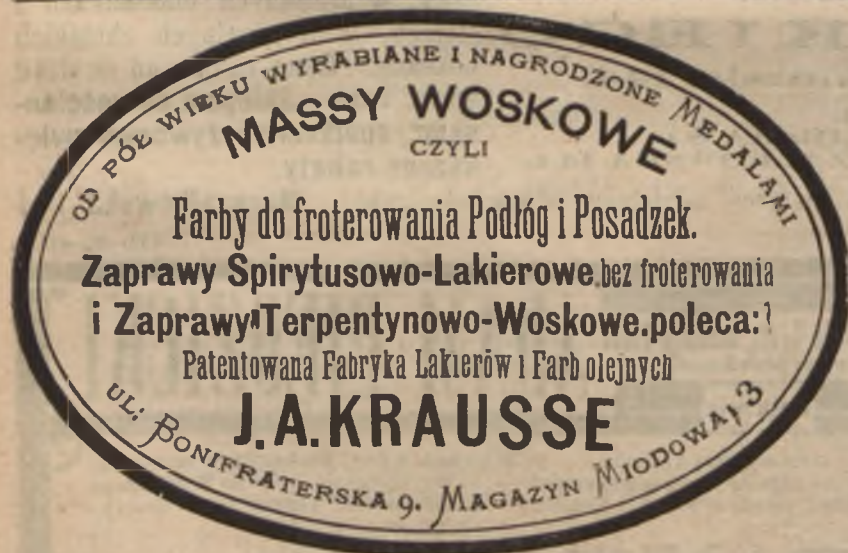 OD PÓŁ WIEKU WYRABIANE I NAGRODZONE MEDALAMI
MASSY WOSKOWE
CZYLI
Farby do froterowania Podłóg i Posadzek.
Zaprawy Spirytusowo-Lakierowe bez froterowania
i Zaprawy Terpentynowo-Woskowe.poleca:
Patentowana Fabryka Lakierów i Farb olejnych
J. A. KRAUSSE
UL: BONIFRATERSKA 9. MAGAZYN MIODOWA, 3